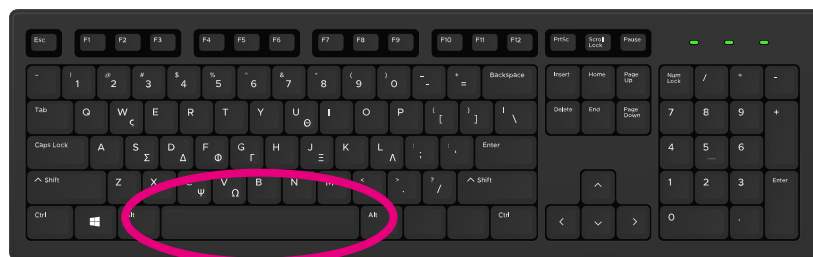 Esc F1 F2 F3 F4 F5 F6 F7 F8 F9 F10 F11 F12 PrtSc Scroll Lock Pause
~ ! 1 @ 2 # 3 $ 4 % 5 ^ 6 & 7 * 8 ( 9 ) 0 - - + = Backspace Insert Home Page Up Num Lock / * -
Tab Q W ς E R T Y U Θ I O P ( [ ) ] | \ Delete End Page Down 7 8 9 +
Caps Lock A S Σ D Δ F Φ G Γ H J Ξ K L Λ : ; : , Enter 4 5 6
^ Shift Z X C Ψ V Ω B N M < > . ? / ^ Shift ^ 1 2 3 Enter
Ctrl Alt Alt Ctrl < v > 0 .